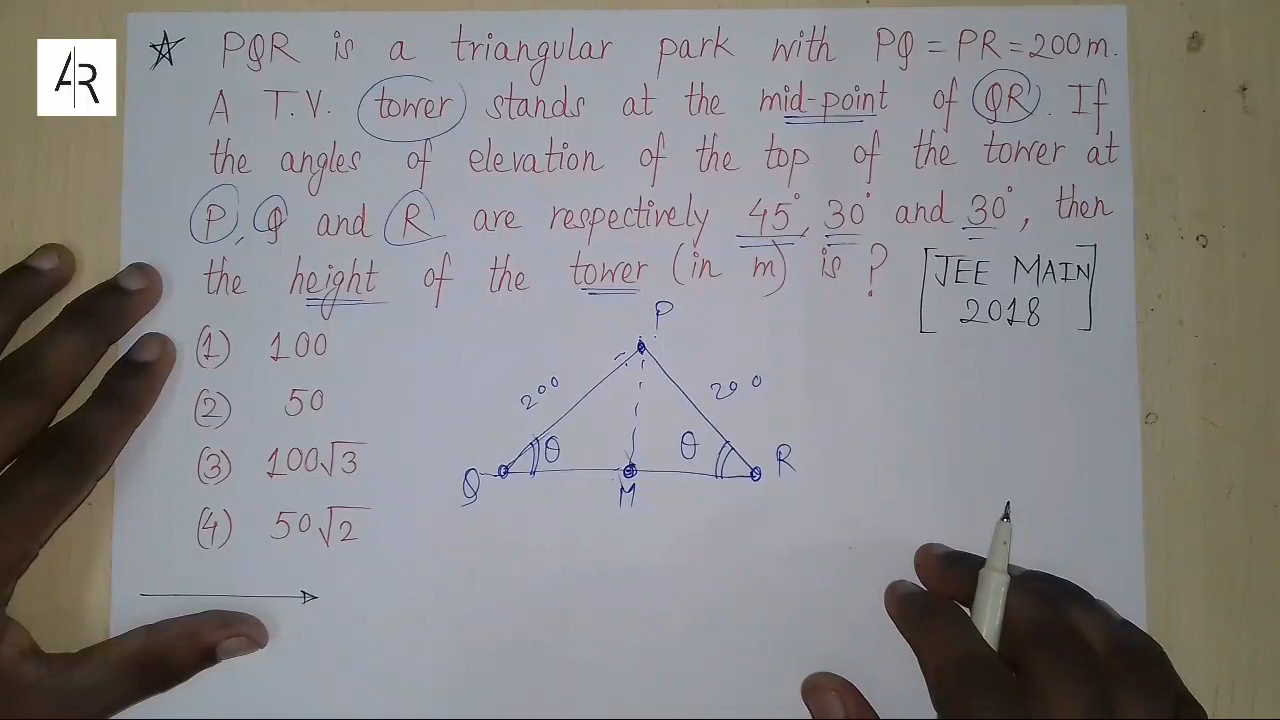 AR
☆ PQR is a triangular park with PQ = PR = 200 m.
A T.V. tower stands at the mid-point of QR. If
the angles of elevation of the top of the tower at
P, Q and R are respectively 45°, 30° and 30°, then
the height of the tower (in m) is ?
[JEE MAIN
2018]
(1) 100
(2) 50
(3) 100√3
(4) 50√2
P
200 200
θ θ
Q M R